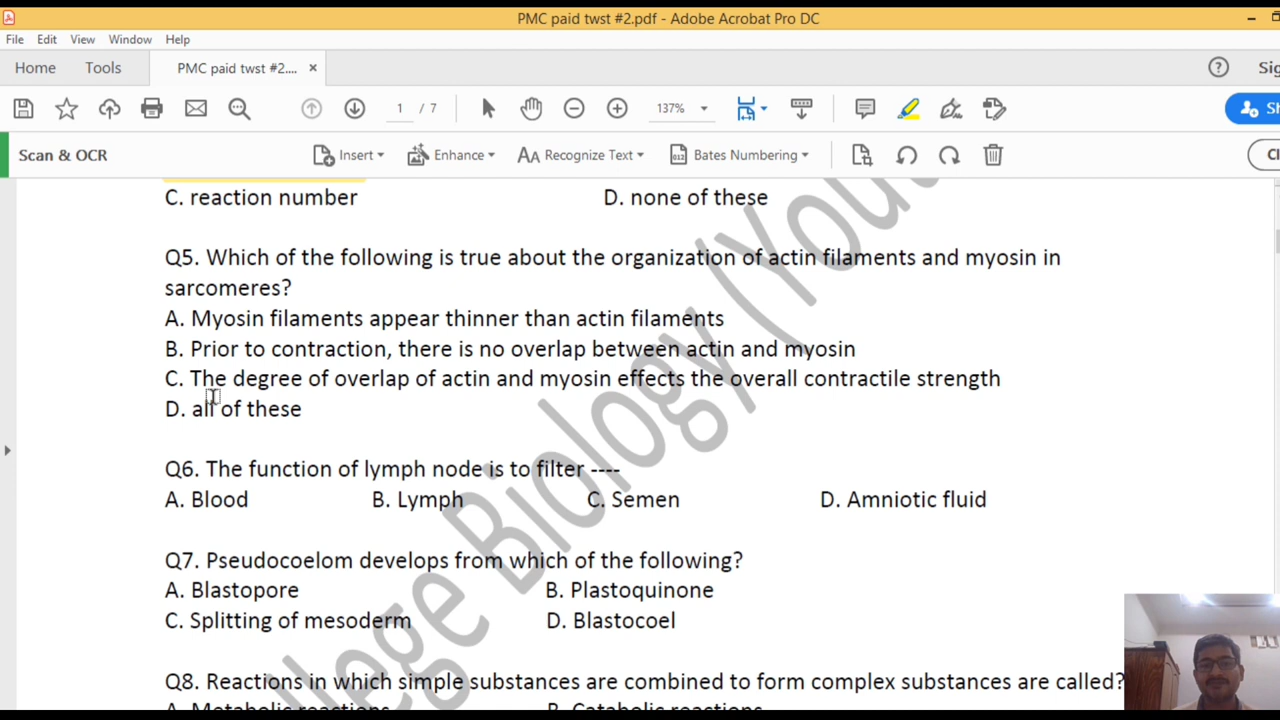 PMC paid twst #2.pdf - Adobe Acrobat Pro DC
File Edit View Window Help
Home Tools PMC paid twst #2.... × ?
1 / 7 137%
Scan & OCR Insert Enhance Recognize Text Bates Numbering
C. reaction number D. none of these
Q5. Which of the following is true about the organization of actin filaments and myosin in
sarcomeres?
A. Myosin filaments appear thinner than actin filaments
B. Prior to contraction, there is no overlap between actin and myosin
C. The degree of overlap of actin and myosin effects the overall contractile strength
D. all of these
Q6. The function of lymph node is to filter ----
A. Blood B. Lymph C. Semen D. Amniotic fluid
Q7. Pseudocoelom develops from which of the following?
A. Blastopore B. Plastoquinone
C. Splitting of mesoderm D. Blastocoel
Q8. Reactions in which simple substances are combined to form complex substances are called?
A. Metabolic reactions B. Catabolic reactions
Biology